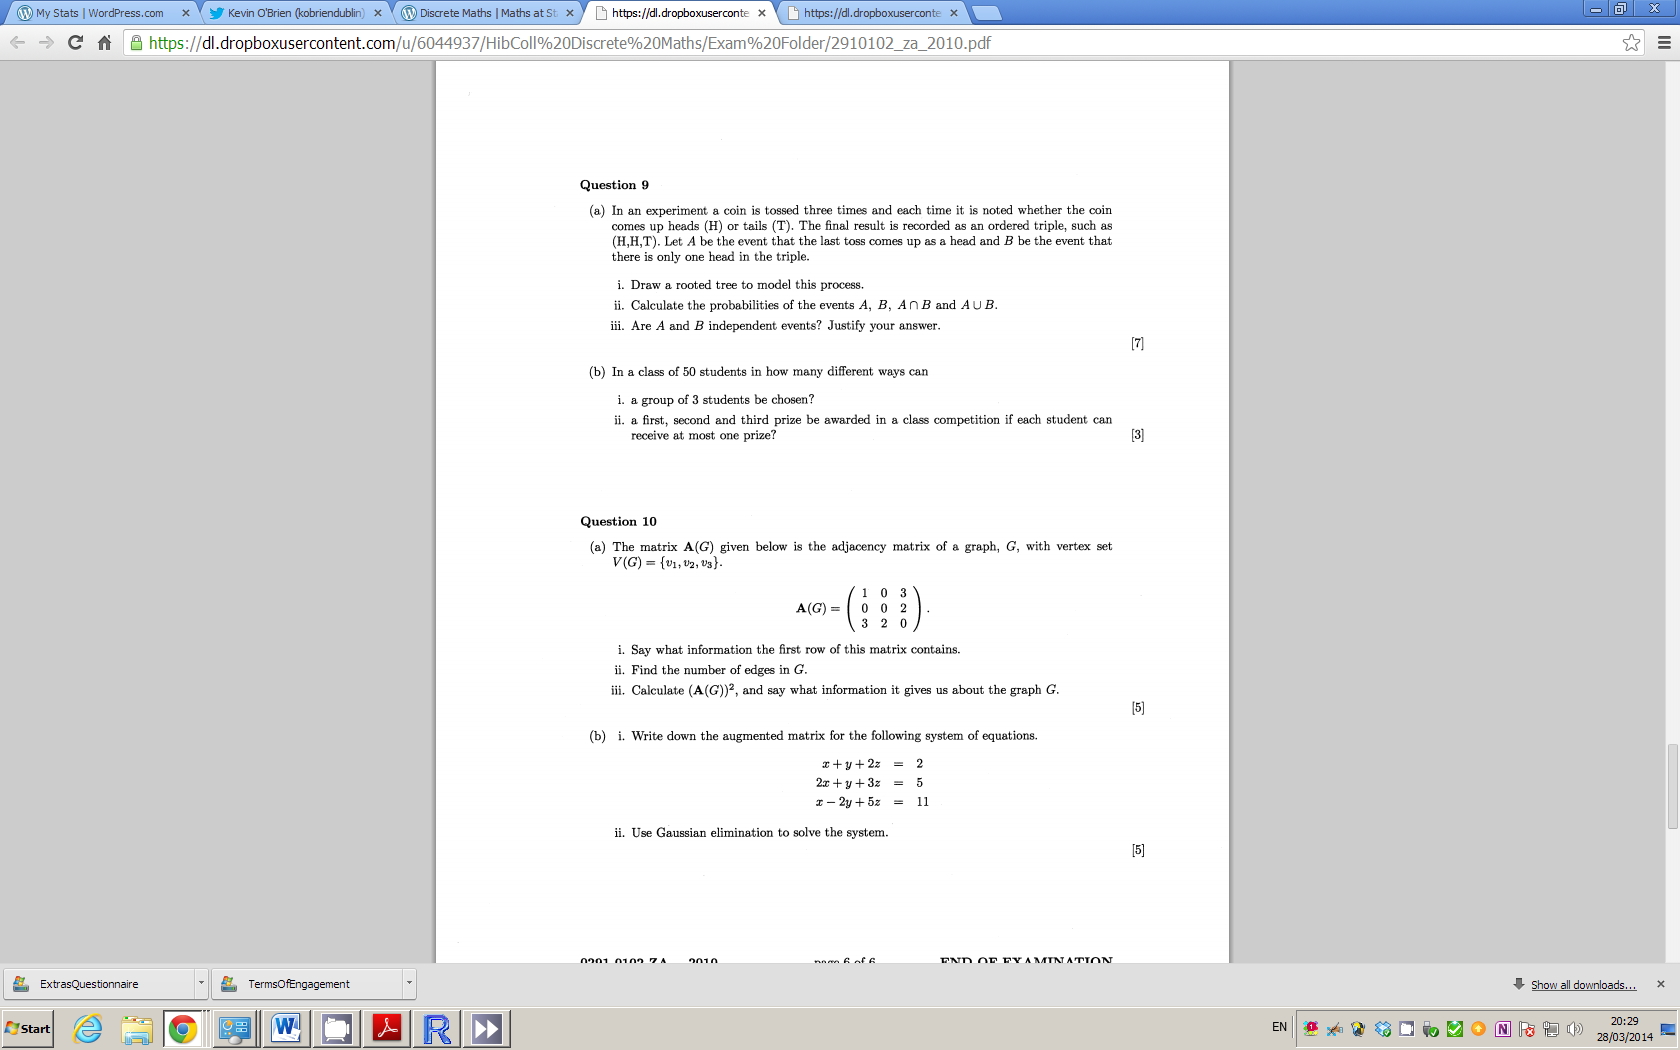 My Stats | WordPress.com
Kevin O'Brien (kobriendublin)
Discrete Maths | Maths at St
https://dl.dropboxuserconte
https://dl.dropboxuserconte
https://dl.dropboxusercontent.com/u/6044937/HibColl%20Discrete%20Maths/Exam%20Folder/2910102_za_2010.pdf
Question 9
(a) In an experiment a coin is tossed three times and each time it is noted whether the coin
comes up heads (H) or tails (T). The final result is recorded as an ordered triple, such as
(H,H,T). Let A be the event that the last toss comes up as a head and B be the event that
there is only one head in the triple.
i. Draw a rooted tree to model this process.
ii. Calculate the probabilities of the events A, B, A ∩ B and A ∪ B.
iii. Are A and B independent events? Justify your answer.
[7]
(b) In a class of 50 students in how many different ways can
i. a group of 3 students be chosen?
ii. a first, second and third prize be awarded in a class competition if each student can
receive at most one prize? [3]
Question 10
(a) The matrix A(G) given below is the adjacency matrix of a graph, G, with vertex set
V(G) = {v₁, v₂, v₃}.
1 0 3
A(G) = ( 0 0 2 ) .
3 2 0
i. Say what information the first row of this matrix contains.
ii. Find the number of edges in G.
iii. Calculate (A(G))², and say what information it gives us about the graph G.
[5]
(b) i. Write down the augmented matrix for the following system of equations.
x + y + 2z = 2
2x + y + 3z = 5
x − 2y + 5z = 11
ii. Use Gaussian elimination to solve the system.
[5]
0291 0102 ZA 2010 page 6 of 6 END OF EXAMINATION
ExtrasQuestionnaire
TermsOfEngagement
Show all downloads...
Start
EN
20:29
28/03/2014